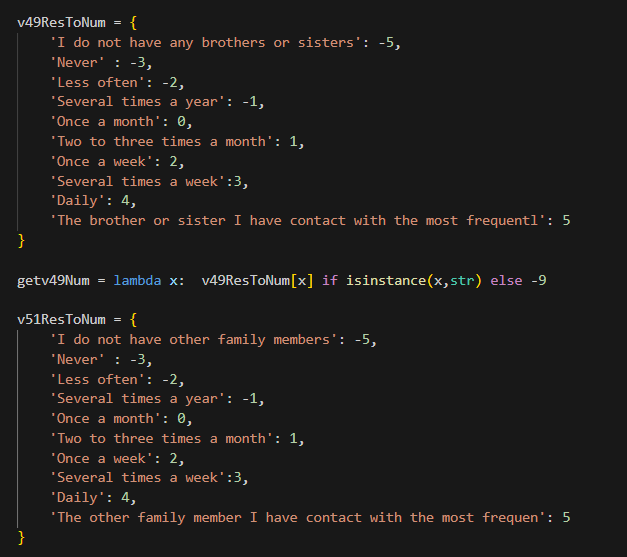 v49ResToNum = {
'I do not have any brothers or sisters': -5,
'Never' : -3,
'Less often': -2,
'Several times a year': -1,
'Once a month': 0,
'Two to three times a month': 1,
'Once a week': 2,
'Several times a week':3,
'Daily': 4,
'The brother or sister I have contact with the most frequentl': 5
}
getv49Num = lambda x:  v49ResToNum[x] if isinstance(x,str) else -9
v51ResToNum = {
'I do not have other family members': -5,
'Never' : -3,
'Less often': -2,
'Several times a year': -1,
'Once a month': 0,
'Two to three times a month': 1,
'Once a week': 2,
'Several times a week':3,
'Daily': 4,
'The other family member I have contact with the most frequen': 5
}